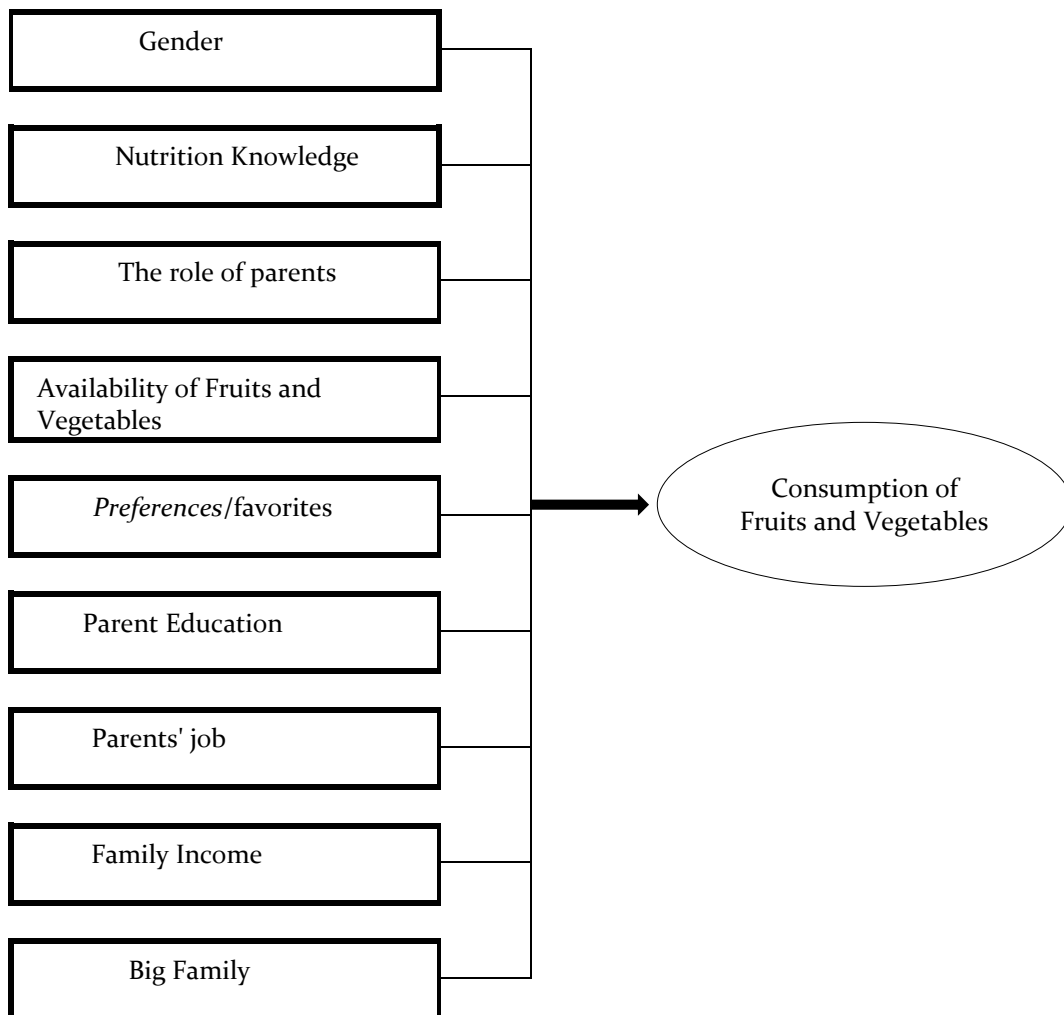 Gender
Nutrition Knowledge
The role of parents
Availability of Fruits and
Vegetables
Preferences/favorites
Parent Education
Parents' job
Family Income
Big Family
Consumption of
Fruits and Vegetables